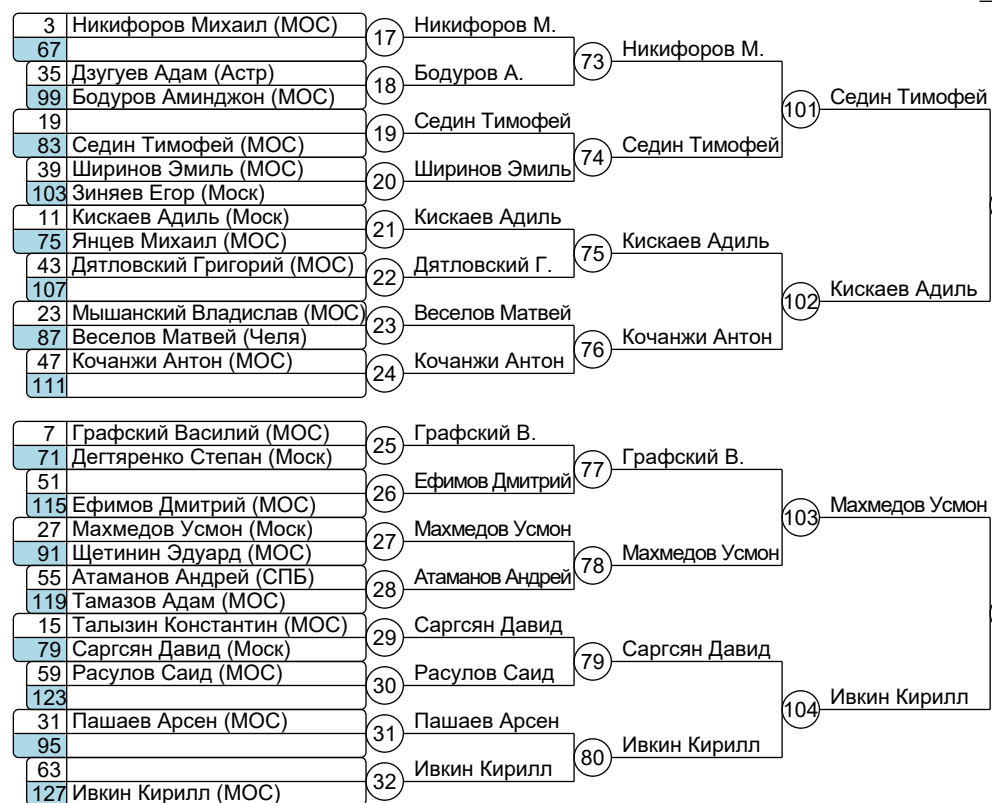 3 Никифоров Михаил (МОС)
67
35 Дзугуев Адам (Астр)
99 Бодуров Аминджон (МОС)
19
83 Седин Тимофей (МОС)
39 Ширинов Эмиль (МОС)
103 Зиняев Егор (Моск)
11 Кискаев Адиль (Моск)
75 Янцев Михаил (МОС)
43 Дятловский Григорий (МОС)
107
23 Мышанский Владислав (МОС)
87 Веселов Матвей (Челя)
47 Кочанжи Антон (МОС)
111
17 Никифоров М.
18 Бодуров А.
19 Седин Тимофей
20 Ширинов Эмиль
21 Кискаев Адиль
22 Дятловский Г.
23 Веселов Матвей
24 Кочанжи Антон
73 Никифоров М.
74 Седин Тимофей
75 Кискаев Адиль
76 Кочанжи Антон
101 Седин Тимофей
102 Кискаев Адиль
7 Графский Василий (МОС)
71 Дегтяренко Степан (Моск)
51
115 Ефимов Дмитрий (МОС)
27 Махмедов Усмон (Моск)
91 Щетинин Эдуард (МОС)
55 Атаманов Андрей (СПБ)
119 Тамазов Адам (МОС)
15 Талызин Константин (МОС)
79 Саргсян Давид (Моск)
59 Расулов Саид (МОС)
123
31 Пашаев Арсен (МОС)
95
63
127 Ивкин Кирилл (МОС)
25 Графский В.
26 Ефимов Дмитрий
27 Махмедов Усмон
28 Атаманов Андрей
29 Саргсян Давид
30 Расулов Саид
31 Пашаев Арсен
32 Ивкин Кирилл
77 Графский В.
78 Махмедов Усмон
79 Саргсян Давид
80 Ивкин Кирилл
103 Махмедов Усмон
104 Ивкин Кирилл